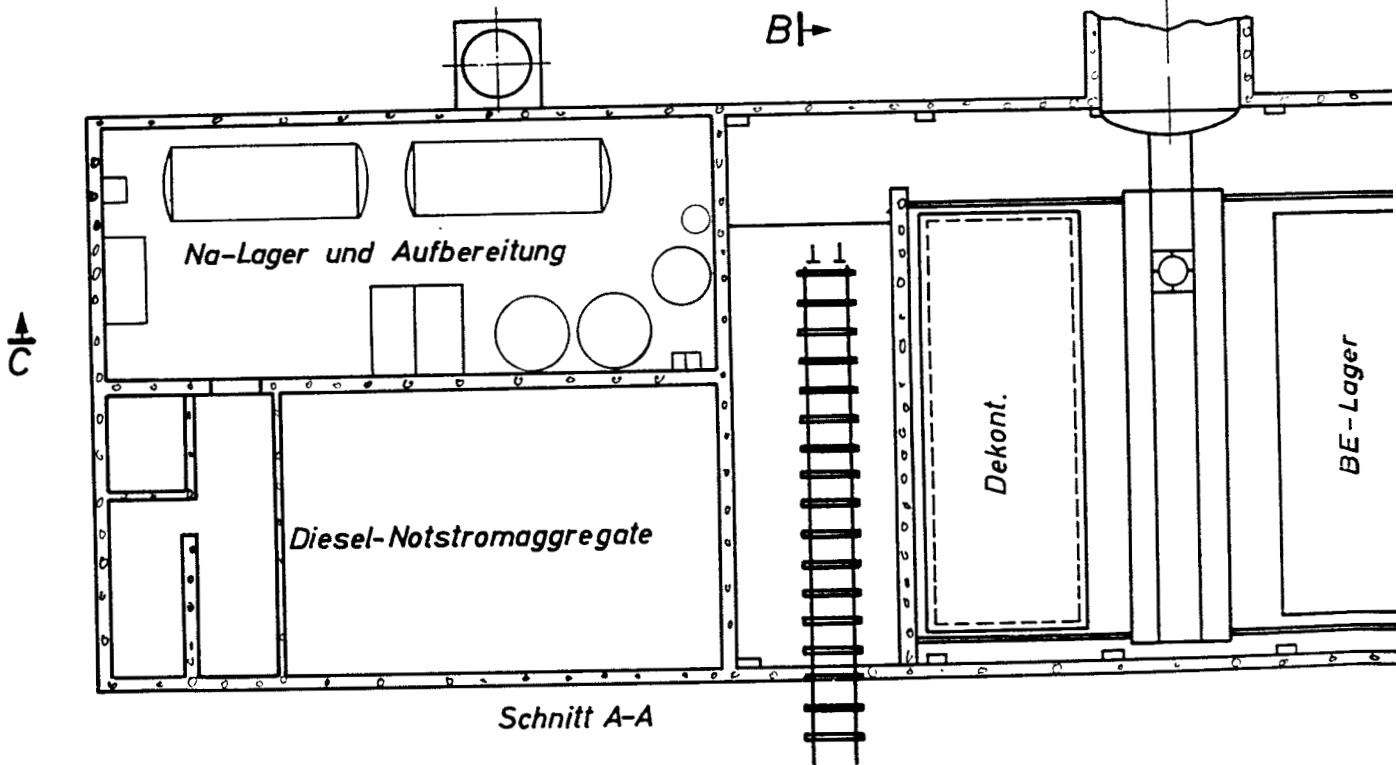 B
Na-Lager und Aufbereitung
C
Dekont.
BE-Lager
Diesel-Notstromaggregate
Schnitt A-A